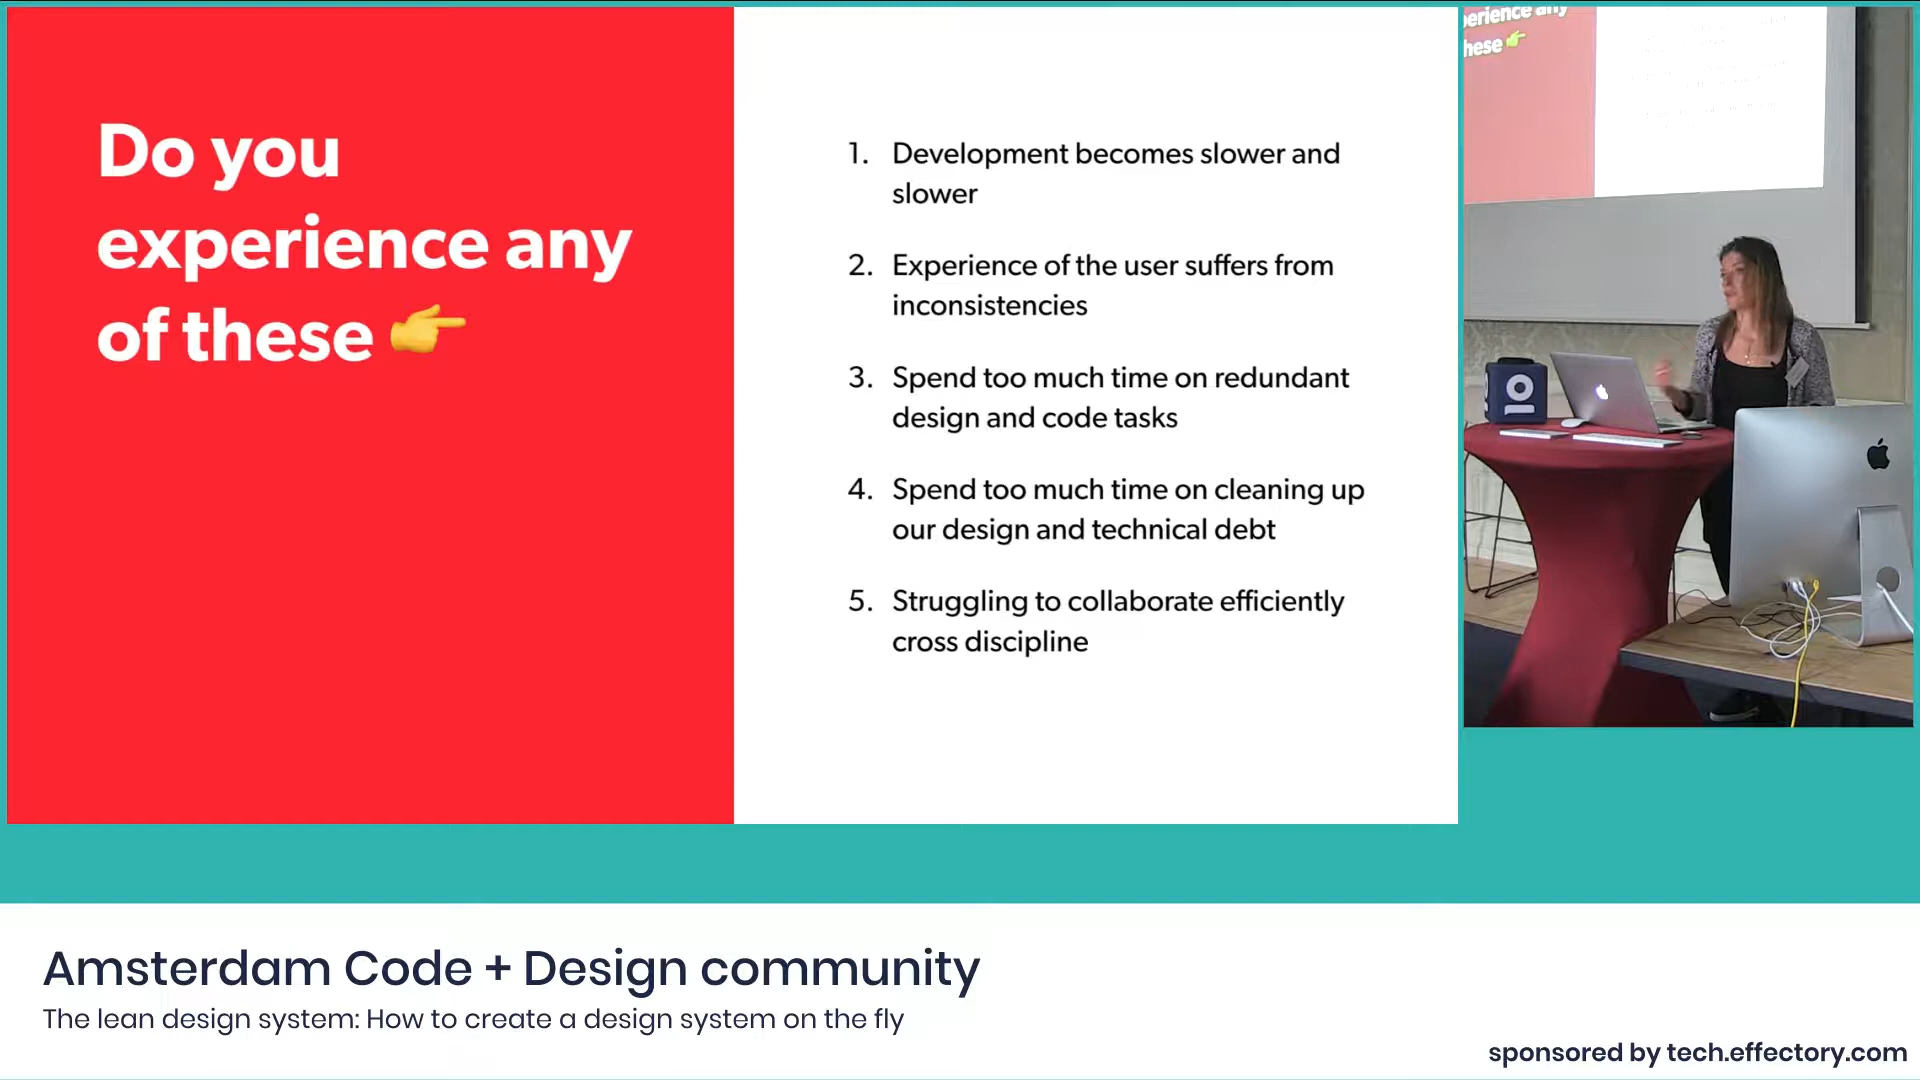 Do you
experience any
of these 👉
1. Development becomes slower and
slower
2. Experience of the user suffers from
inconsistencies
3. Spend too much time on redundant
design and code tasks
4. Spend too much time on cleaning up
our design and technical debt
5. Struggling to collaborate efficiently
cross discipline
perience any
hese 👉
Amsterdam Code + Design community
The lean design system: How to create a design system on the fly
sponsored by tech.effectory.com